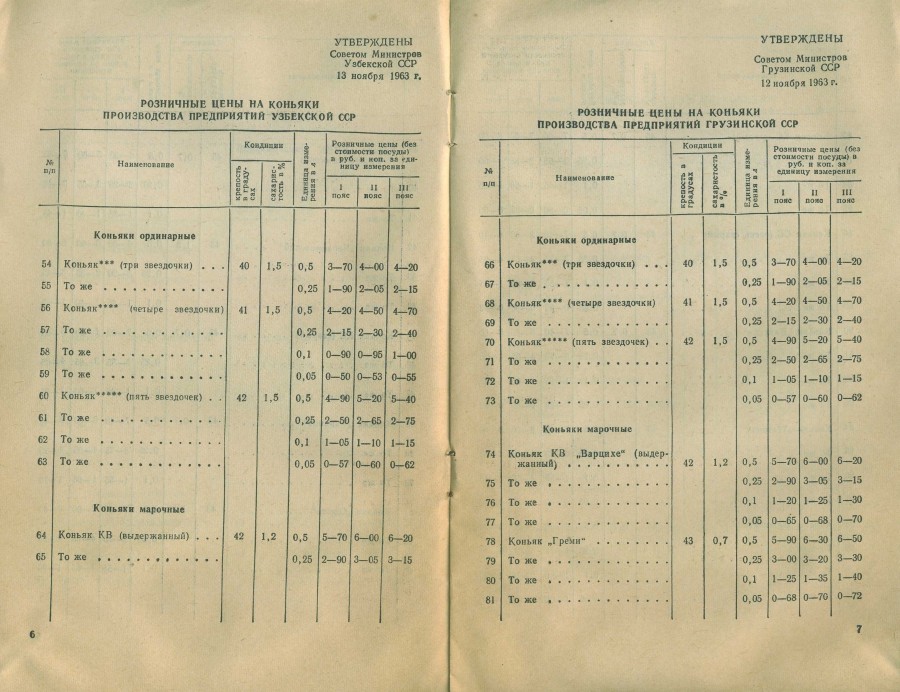 УТВЕРЖДЕНЫ
Советом Министров
Узбекской ССР
13 ноября 1963 г.
РОЗНИЧНЫЕ ЦЕНЫ НА КОНЬЯКИ
ПРОИЗВОДСТВА ПРЕДПРИЯТИЙ УЗБЕКСКОЙ ССР
№ п/п
Наименование
Кондиции
крепость в градусах
сахаристость в %
Единица измерения в л
Розничные цены (без
стоимости посуды)
в руб. и коп. за еди-
ницу измерения
I пояс
II пояс
III пояс
Коньяки ординарные
54 Коньяк*** (три звездочки) . . . 40 1,5 0,5 3—70 4—00 4—20
55 То же . . . . . . . . . . . . 0,25 1—90 2—05 2—15
56 Коньяк**** (четыре звездочки) 41 1,5 0,5 4—20 4—50 4—70
57 То же . . . . . . . . . . . . 0,25 2—15 2—30 2—40
58 То же . . . . . . . . . . . . 0,1 0—90 0—95 1—00
59 То же . . . . . . . . . . . . 0,05 0—50 0—53 0—55
60 Коньяк***** (пять звездочек) . . 42 1,5 0,5 4—90 5—20 5—40
61 То же . . . . . . . . . . . . 0,25 2—50 2—65 2—75
62 То же . . . . . . . . . . . . 0,1 1—05 1—10 1—15
63 То же . . . . . . . . . . . . 0,05 0—57 0—60 0—62
Коньяки марочные
64 Коньяк КВ (выдержанный) . . . 42 1,2 0,5 5—70 6—00 6—20
65 То же . . . . . . . . . . . . 0,25 2—90 3—05 3—15
6
УТВЕРЖДЕНЫ
Советом Министров
Грузинской ССР
12 ноября 1963 г.
РОЗНИЧНЫЕ ЦЕНЫ НА КОНЬЯКИ
ПРОИЗВОДСТВА ПРЕДПРИЯТИЙ ГРУЗИНСКОЙ ССР
№ п/п
Наименование
Кондиции
крепость в градусах
сахаристость в %
Единица измерения в л
Розничные цены (без
стоимости посуды) в
руб. и коп. за
единицу измерения
I пояс
II пояс
III пояс
Коньяки ординарные
66 Коньяк*** (три звездочки) . . . 40 1,5 0,5 3—70 4—00 4—20
67 То же . . . . . . . . . . . . 0,25 1—90 2—05 2—15
68 Коньяк**** (четыре звездочки) 41 1,5 0,5 4—20 4—50 4—70
69 То же . . . . . . . . . . . . 0,25 2—15 2—30 2—40
70 Коньяк***** (пять звездочек) . . 42 1,5 0,5 4—90 5—20 5—40
71 То же . . . . . . . . . . . . 0,25 2—50 2—65 2—75
72 То же . . . . . . . . . . . . 0,1 1—05 1—10 1—15
73 То же . . . . . . . . . . . . 0,05 0—57 0—60 0—62
Коньяки марочные
74 Коньяк КВ „Варцихе“ (выдер-
жанный) . . . . . . . . . . 42 1,2 0,5 5—70 6—00 6—20
75 То же . . . . . . . . . . . . 0,25 2—90 3—05 3—15
76 То же . . . . . . . . . . . . 0,1 1—20 1—25 1—30
77 То же . . . . . . . . . . . . 0,05 0—65 0—68 0—70
78 Коньяк „Греми“ . . . . . . . . 43 0,7 0,5 5—90 6—30 6—50
79 То же . . . . . . . . . . . . 0,25 3—00 3—20 3—30
80 То же . . . . . . . . . . . . 0,1 1—25 1—35 1—40
81 То же . . . . . . . . . . . . 0,05 0—68 0—70 0—72
7